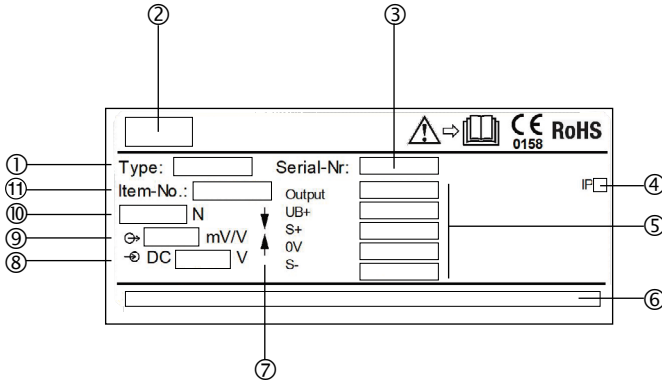 ② ③
CE RoHS
0158
① Type: Serial-Nr:
⑪ Item-No.: Output IP ④
⑩ N UB+
⑨ mV/V S+ ⑤
⑧ DC V 0V
S-
⑥
⑦